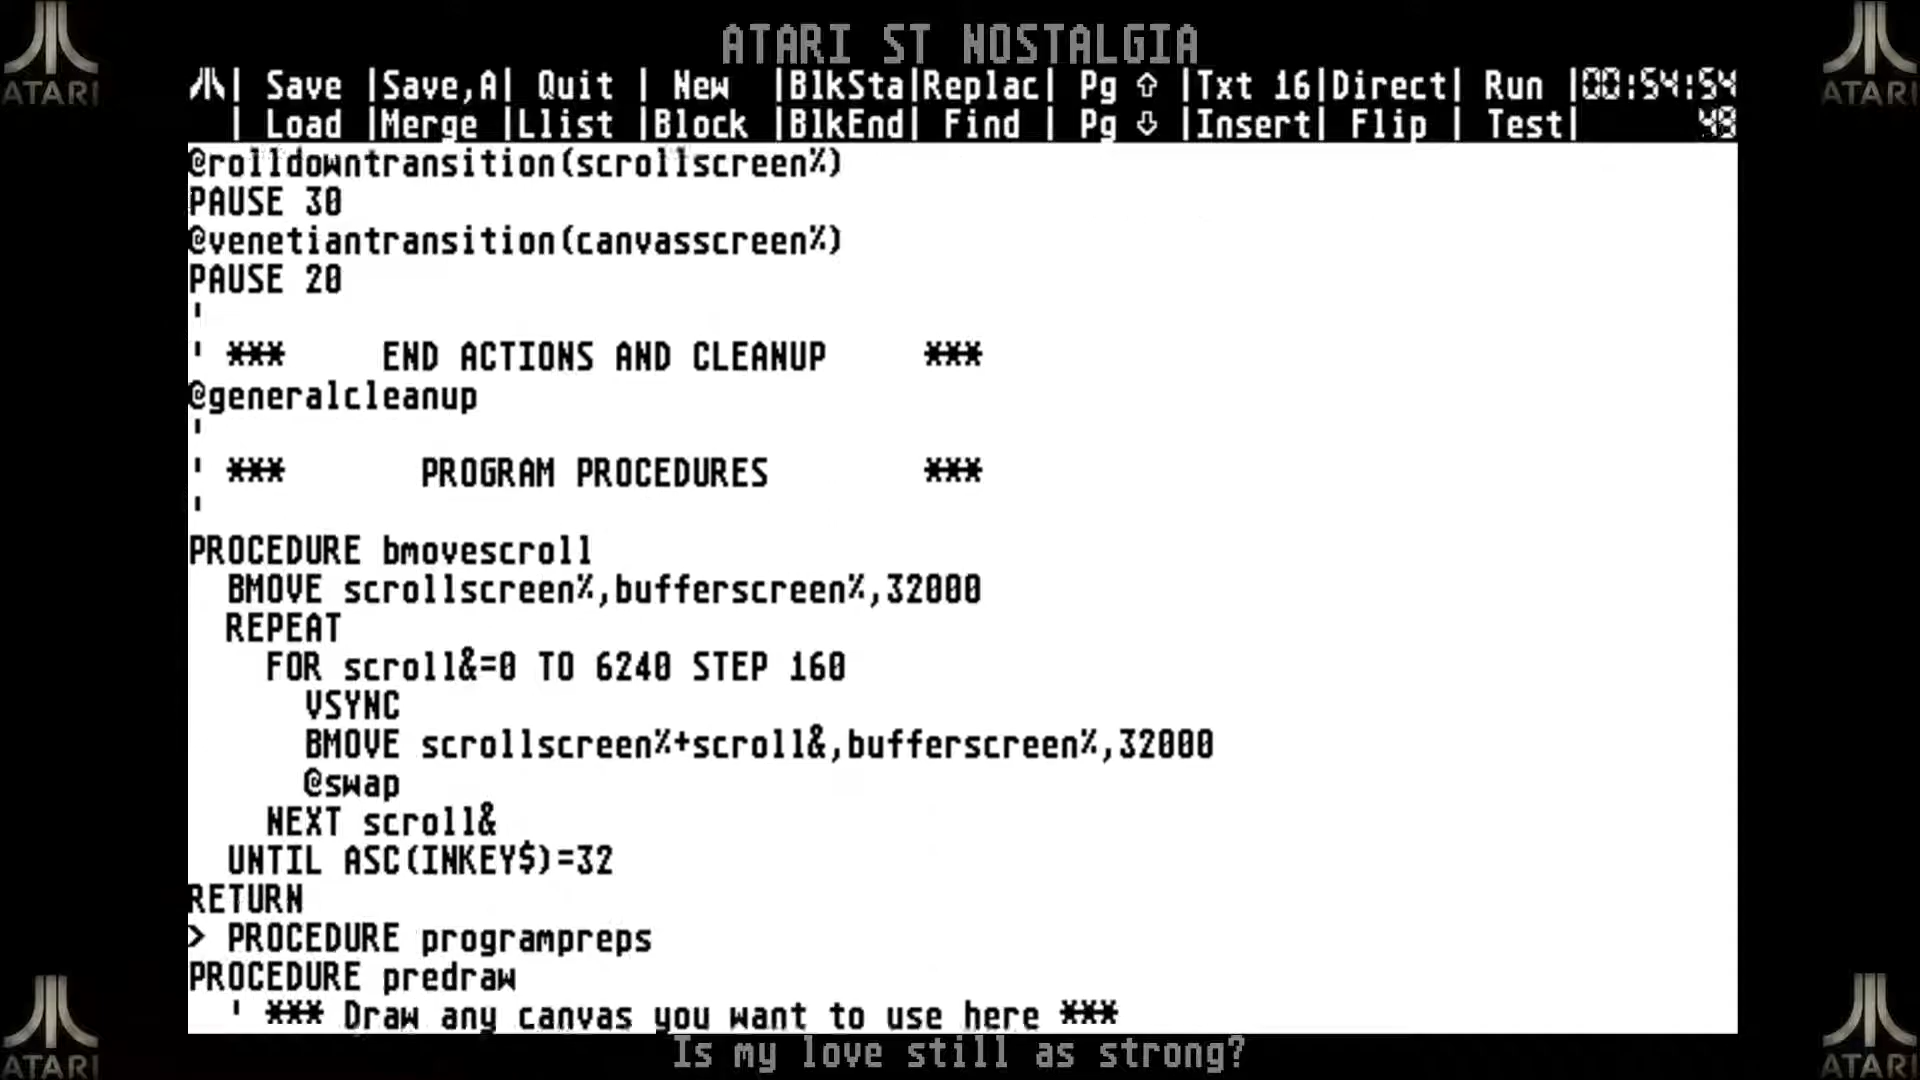 ATARI ST NOSTALGIA
| Save |Save,A| Quit | New |BlkSta|Replac| Pg ⇧ |Txt 16|Direct| Run |00:54:54
| Load |Merge |Llist |Block |BlkEnd| Find | Pg ⇩ |Insert| Flip | Test| 48
@rolldowntransition(scrollscreen%)
PAUSE 30
@venetiantransition(canvasscreen%)
PAUSE 20
'
' *** END ACTIONS AND CLEANUP ***
@generalcleanup
'
' *** PROGRAM PROCEDURES ***
'
PROCEDURE bmovescroll
BMOVE scrollscreen%,bufferscreen%,32000
REPEAT
FOR scroll&=0 TO 6240 STEP 160
VSYNC
BMOVE scrollscreen%+scroll&,bufferscreen%,32000
@swap
NEXT scroll&
UNTIL ASC(INKEY$)=32
RETURN
> PROCEDURE programpreps
PROCEDURE predraw
' *** Draw any canvas you want to use here ***
Is my love still as strong?
ATARI
ATARI
ATARI
ATARI